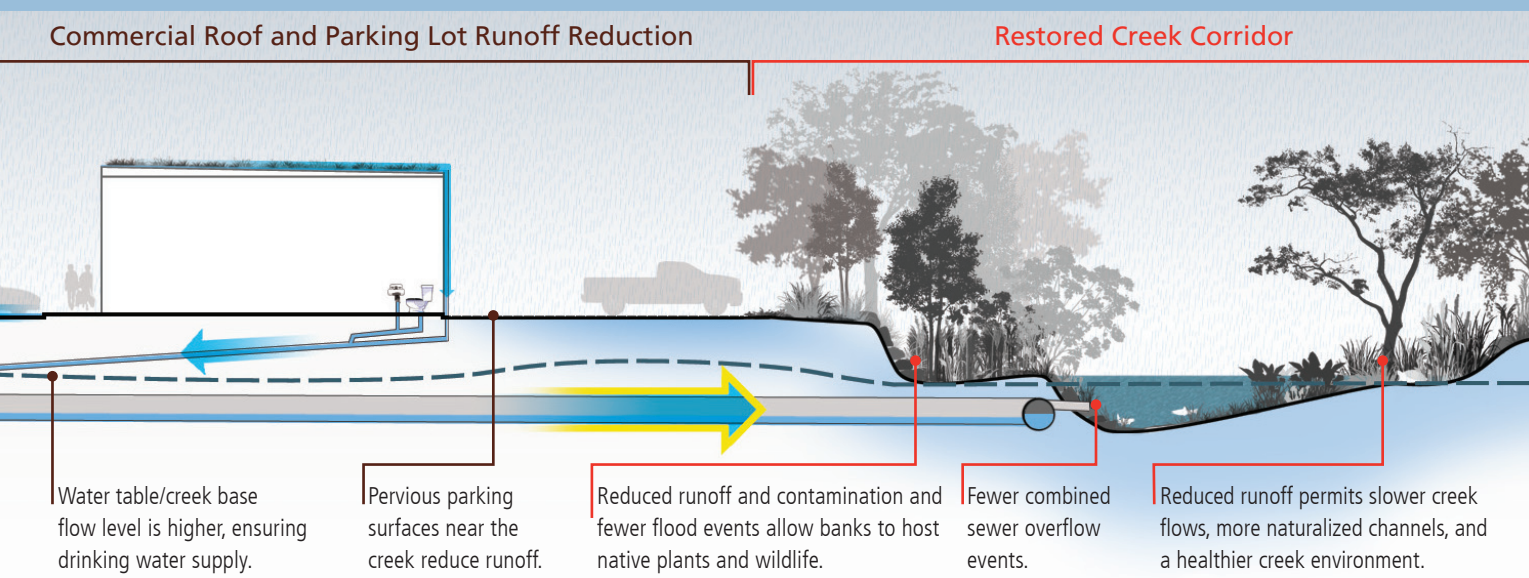 Commercial Roof and Parking Lot Runoff Reduction
Restored Creek Corridor
Water table/creek base
flow level is higher, ensuring
drinking water supply.
Pervious parking
surfaces near the
creek reduce runoff.
Reduced runoff and contamination and
fewer flood events allow banks to host
native plants and wildlife.
Fewer combined
sewer overflow
events.
Reduced runoff permits slower creek
flows, more naturalized channels, and
a healthier creek environment.